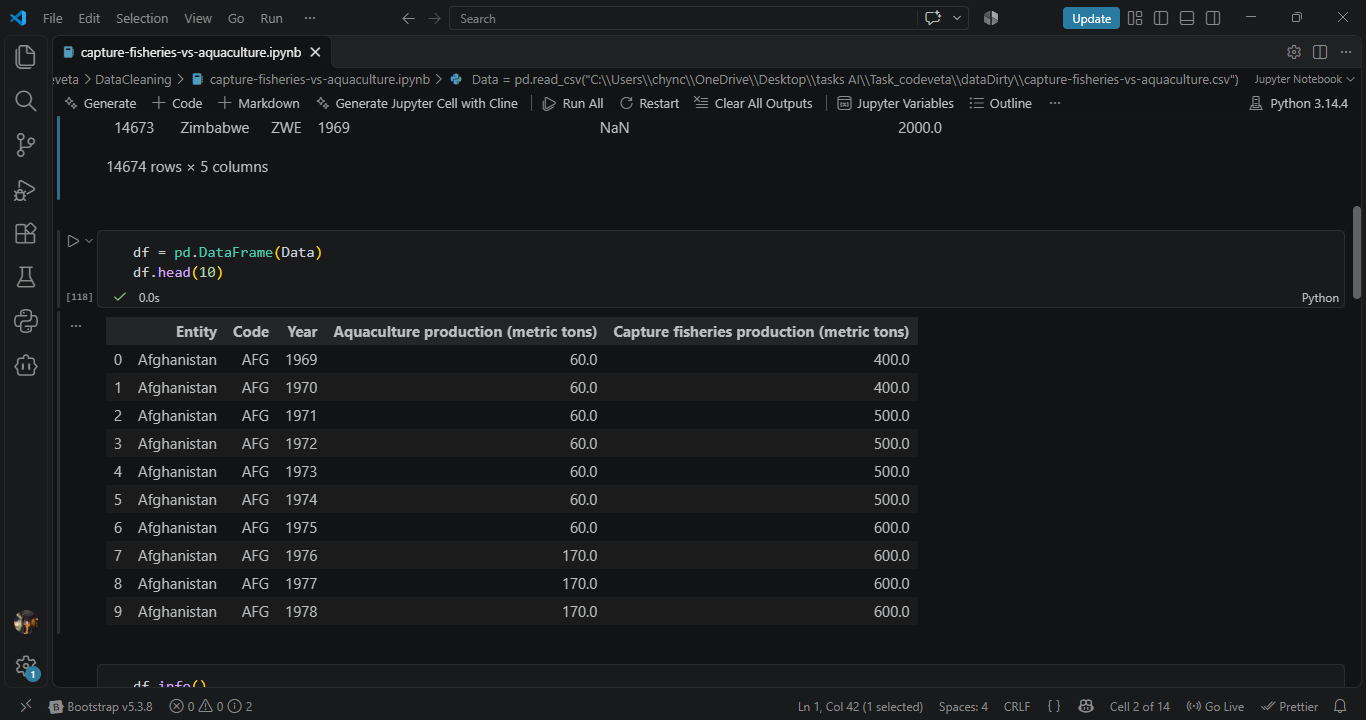 File Edit Selection View Go Run ··· Search Update
capture-fisheries-vs-aquaculture.ipynb
veta > DataCleaning > capture-fisheries-vs-aquaculture.ipynb > Data = pd.read_csv("C:\\Users\\chync\\OneDrive\\Desktop\\tasks AI\\Task_codeveta\\dataDirty\\capture-fisheries-vs-aquaculture.csv") Jupyter Notebook
Generate + Code + Markdown Generate Jupyter Cell with Cline Run All Restart Clear All Outputs Jupyter Variables Outline ··· Python 3.14.4
14673 Zimbabwe ZWE 1969 NaN 2000.0
14674 rows × 5 columns
df = pd.DataFrame(Data)
df.head(10)
[118] 0.0s Python
Entity Code Year Aquaculture production (metric tons) Capture fisheries production (metric tons)
0 Afghanistan AFG 1969 60.0 400.0
1 Afghanistan AFG 1970 60.0 400.0
2 Afghanistan AFG 1971 60.0 500.0
3 Afghanistan AFG 1972 60.0 500.0
4 Afghanistan AFG 1973 60.0 500.0
5 Afghanistan AFG 1974 60.0 500.0
6 Afghanistan AFG 1975 60.0 600.0
7 Afghanistan AFG 1976 170.0 600.0
8 Afghanistan AFG 1977 170.0 600.0
9 Afghanistan AFG 1978 170.0 600.0
df.info()
1
Bootstrap v5.3.8 0 0 2 Ln 1, Col 42 (1 selected) Spaces: 4 CRLF { } Cell 2 of 14 Go Live Prettier